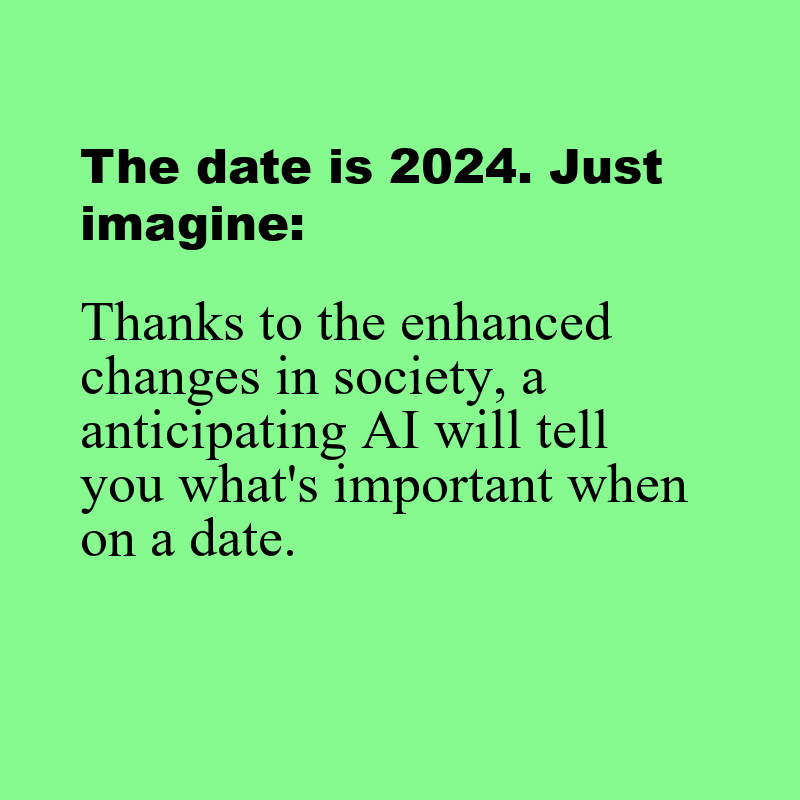 The date is 2024. Just
imagine:
Thanks to the enhanced
changes in society, a
anticipating AI will tell
you what's important when
on a date.